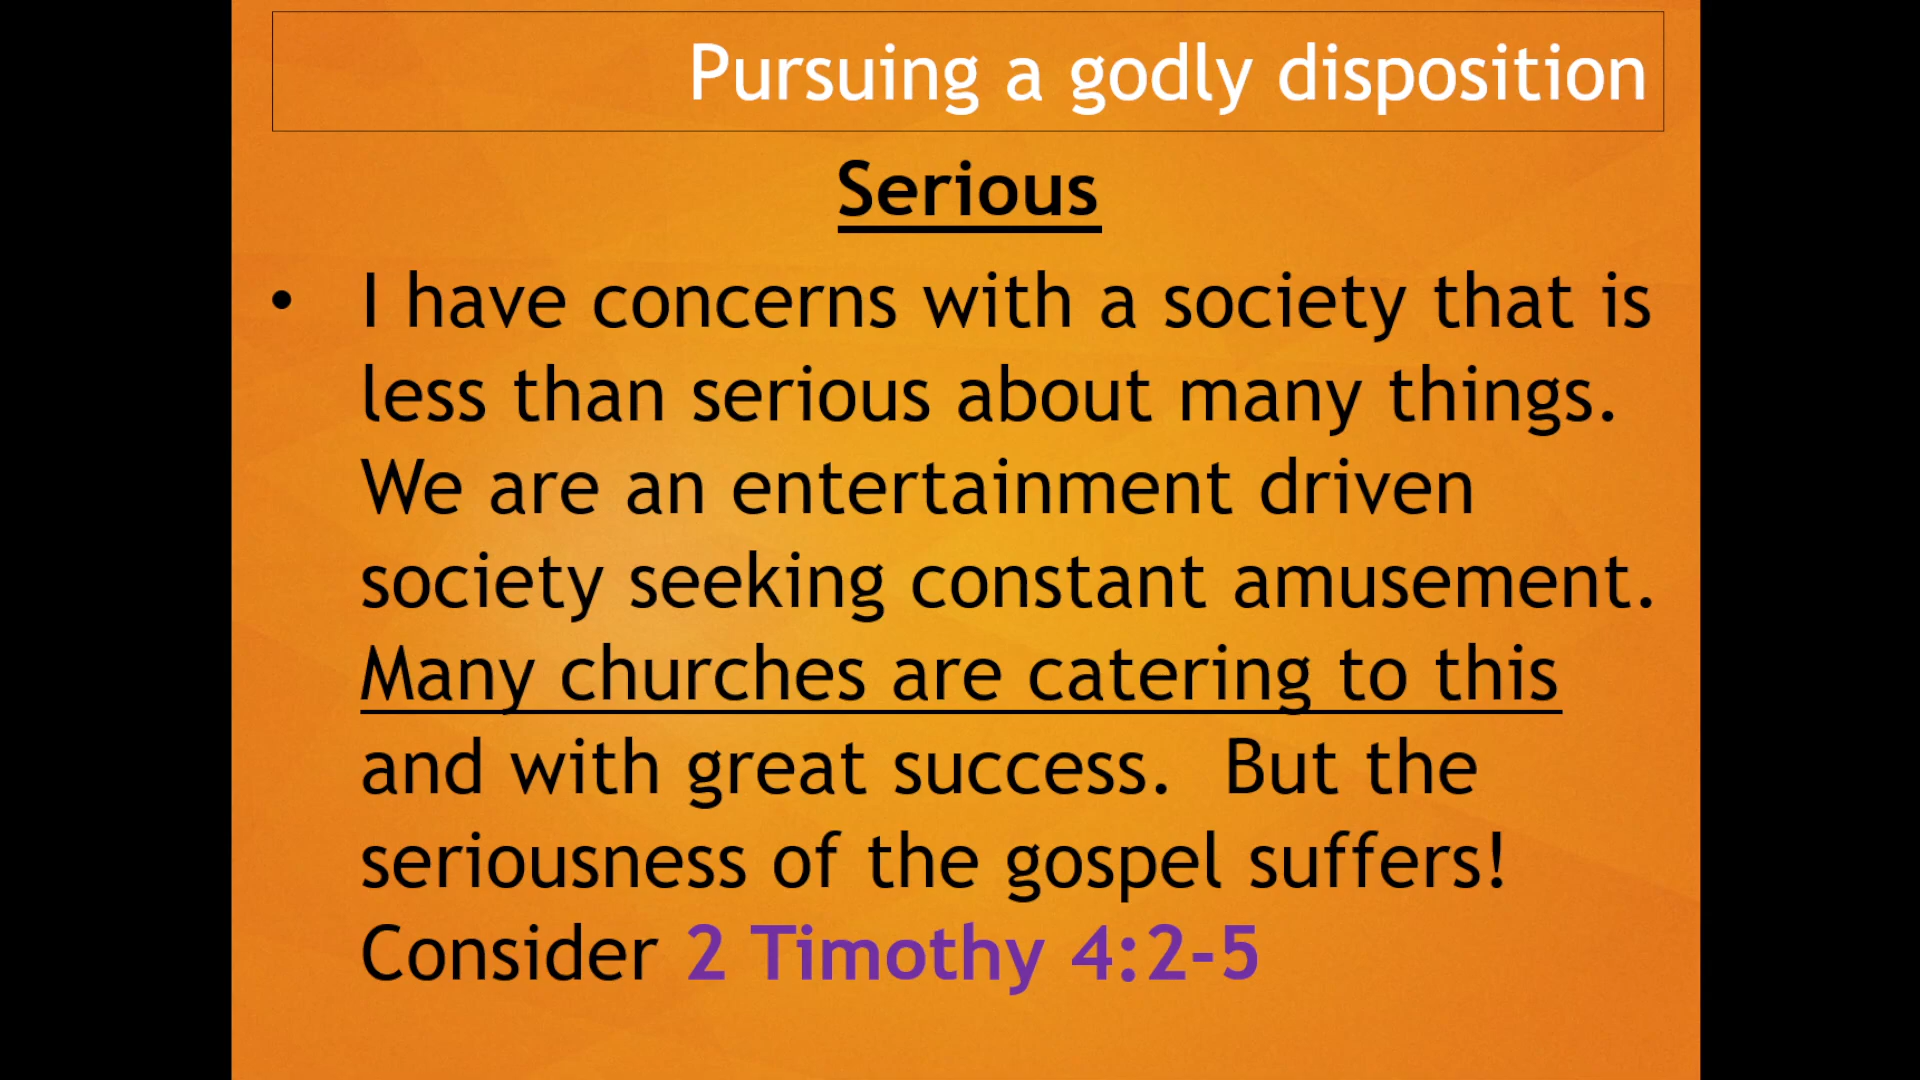 Pursuing a godly disposition
Serious
• I have concerns with a society that is
less than serious about many things.
We are an entertainment driven
society seeking constant amusement.
Many churches are catering to this
and with great success.  But the
seriousness of the gospel suffers!
Consider 2 Timothy 4:2-5